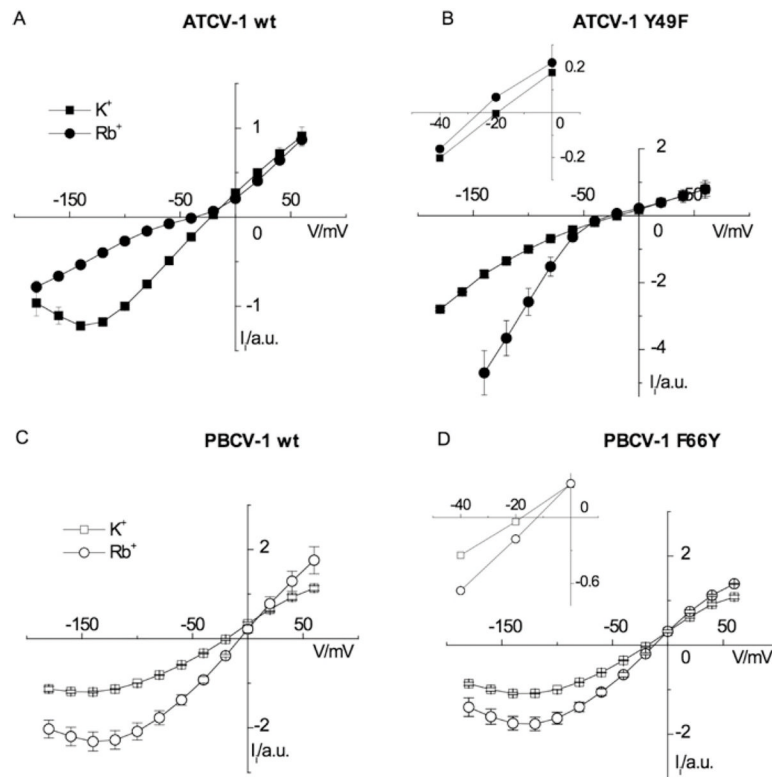 A
ATCV-1 wt
K+
Rb+
1
-150
-50
0
50
V/mV
-1
I/a.u.
B
ATCV-1 Y49F
0.2
-40
-20
0
-0.2
2
-150
-50
0
50
V/mV
-2
-4
I/a.u.
C
PBCV-1 wt
K+
Rb+
2
-150
-50
0
50
V/mV
-2
I/a.u.
D
PBCV-1 F66Y
-40
-20
0
-0.6
2
-150
-50
0
50
V/mV
-2
I/a.u.